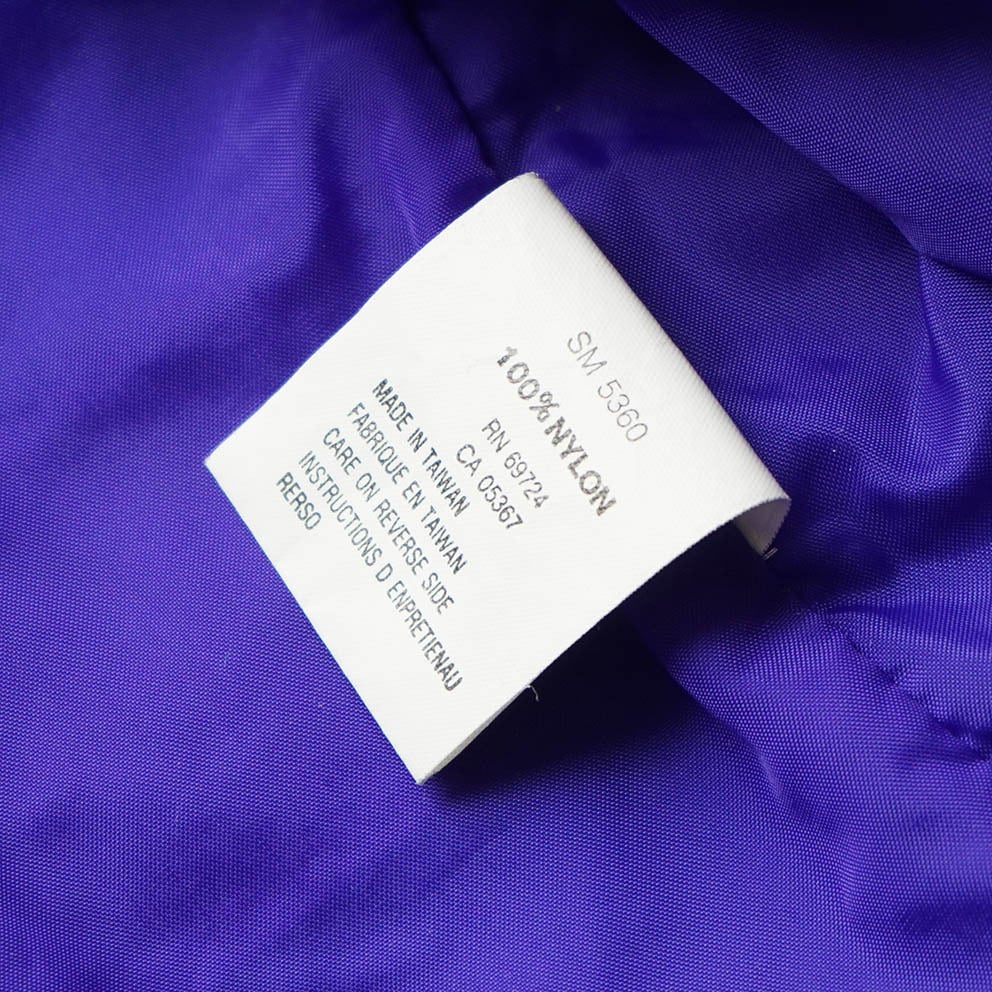 SM 5360
100% NYLON
RN 69724
CA 05367
MADE IN TAIWAN
FABRIQUE EN TAIWAN
CARE ON REVERSE SIDE
INSTRUCTIONS D ENPRETIENAU
RERSO